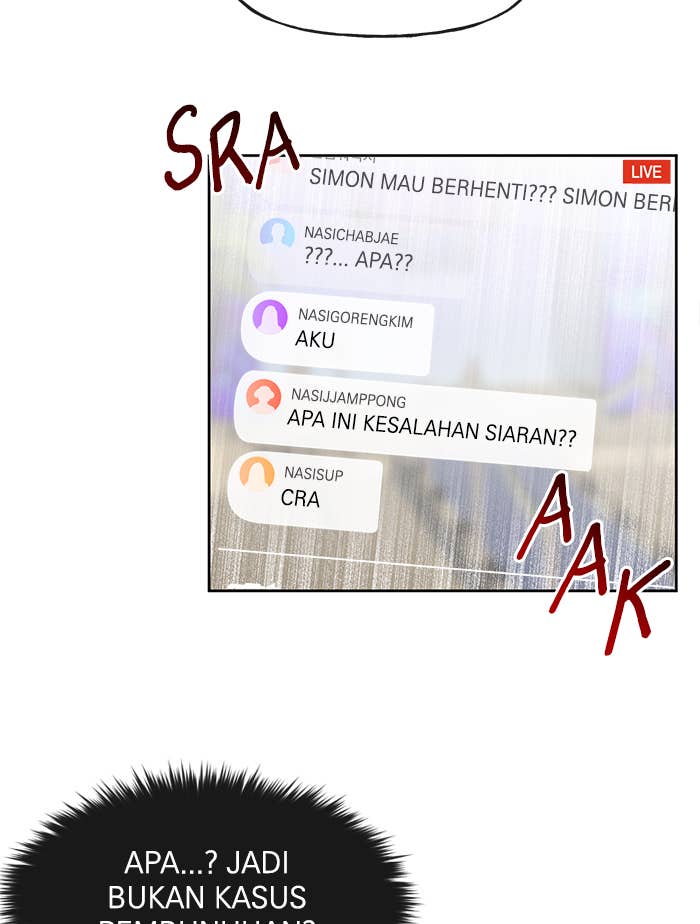 SRA
LIVE
SIMON MAU BERHENTI??? SIMON BER
NASICHABJAE
???... APA??
NASIGORENGKIM
AKU
NASIJJAMPPONG
APA INI KESALAHAN SIARAN??
NASISUP
CRA
AAK
APA...? JADI
BUKAN KASUS
PEMBUNUHAN?